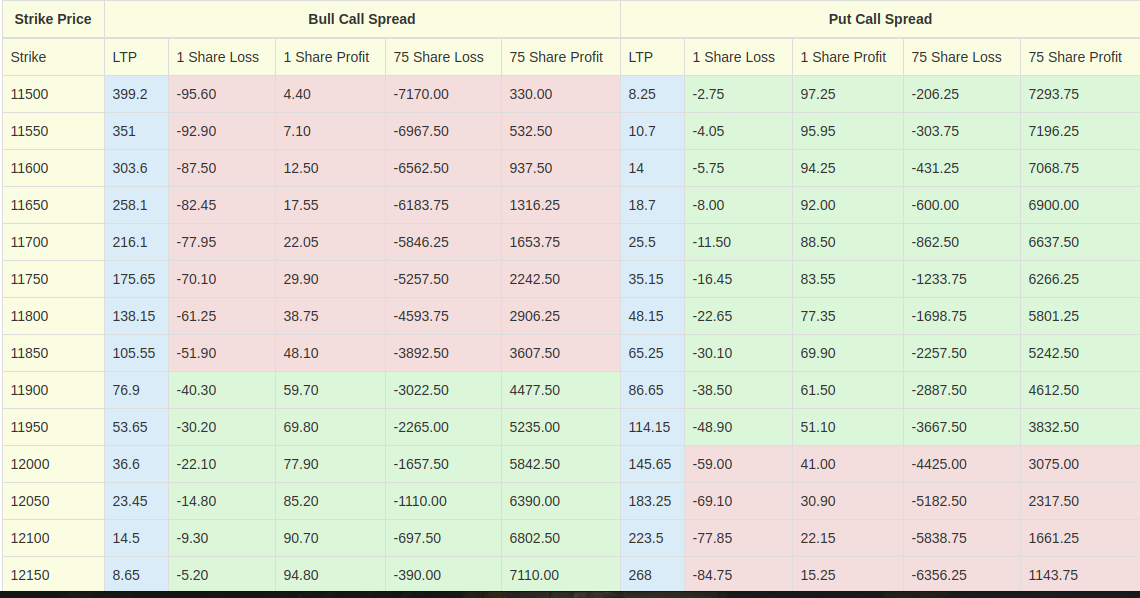 Strike Price Bull Call Spread Put Call Spread
Strike LTP 1 Share Loss 1 Share Profit 75 Share Loss 75 Share Profit LTP 1 Share Loss 1 Share Profit 75 Share Loss 75 Share Profit
11500 399.2 -95.60 4.40 -7170.00 330.00 8.25 -2.75 97.25 -206.25 7293.75
11550 351 -92.90 7.10 -6967.50 532.50 10.7 -4.05 95.95 -303.75 7196.25
11600 303.6 -87.50 12.50 -6562.50 937.50 14 -5.75 94.25 -431.25 7068.75
11650 258.1 -82.45 17.55 -6183.75 1316.25 18.7 -8.00 92.00 -600.00 6900.00
11700 216.1 -77.95 22.05 -5846.25 1653.75 25.5 -11.50 88.50 -862.50 6637.50
11750 175.65 -70.10 29.90 -5257.50 2242.50 35.15 -16.45 83.55 -1233.75 6266.25
11800 138.15 -61.25 38.75 -4593.75 2906.25 48.15 -22.65 77.35 -1698.75 5801.25
11850 105.55 -51.90 48.10 -3892.50 3607.50 65.25 -30.10 69.90 -2257.50 5242.50
11900 76.9 -40.30 59.70 -3022.50 4477.50 86.65 -38.50 61.50 -2887.50 4612.50
11950 53.65 -30.20 69.80 -2265.00 5235.00 114.15 -48.90 51.10 -3667.50 3832.50
12000 36.6 -22.10 77.90 -1657.50 5842.50 145.65 -59.00 41.00 -4425.00 3075.00
12050 23.45 -14.80 85.20 -1110.00 6390.00 183.25 -69.10 30.90 -5182.50 2317.50
12100 14.5 -9.30 90.70 -697.50 6802.50 223.5 -77.85 22.15 -5838.75 1661.25
12150 8.65 -5.20 94.80 -390.00 7110.00 268 -84.75 15.25 -6356.25 1143.75